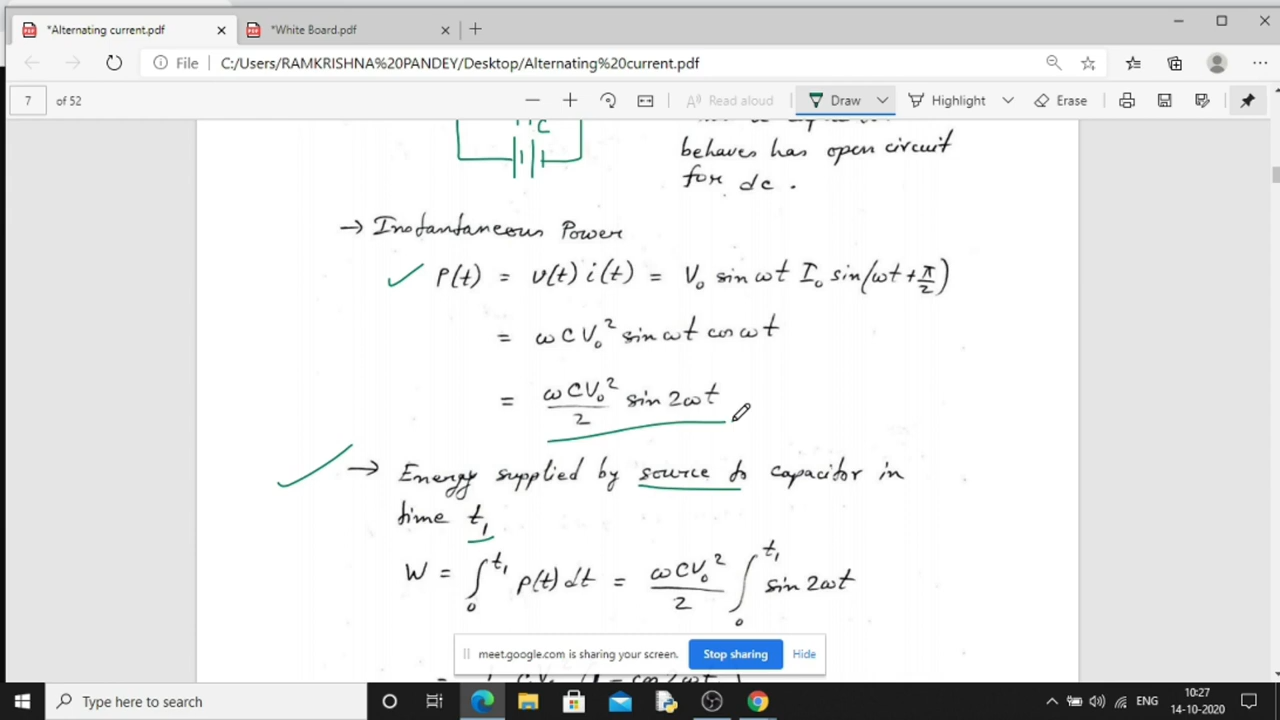 *Alternating current.pdf
*White Board.pdf
File | C:/Users/RAMKRISHNA%20PANDEY/Desktop/Alternating%20current.pdf
7 of 52
Read aloud
Draw
Highlight
Erase
C
behaves has open circuit
for dc.
→ Instantaneous Power
✓ P(t) = v(t) i(t) = V₀ sin ωt I₀ sin(ωt + π/2)
= ωCV₀² sin ωt cos ωt
= ωCV₀²/2 sin 2ωt
→ Energy supplied by source to capacitor in
time t₁
W = ∫₀^t₁ p(t) dt = ωCV₀²/2 ∫₀^t₁ sin 2ωt
meet.google.com is sharing your screen.
Stop sharing
Hide
Type here to search
ENG
10:27
14-10-2020